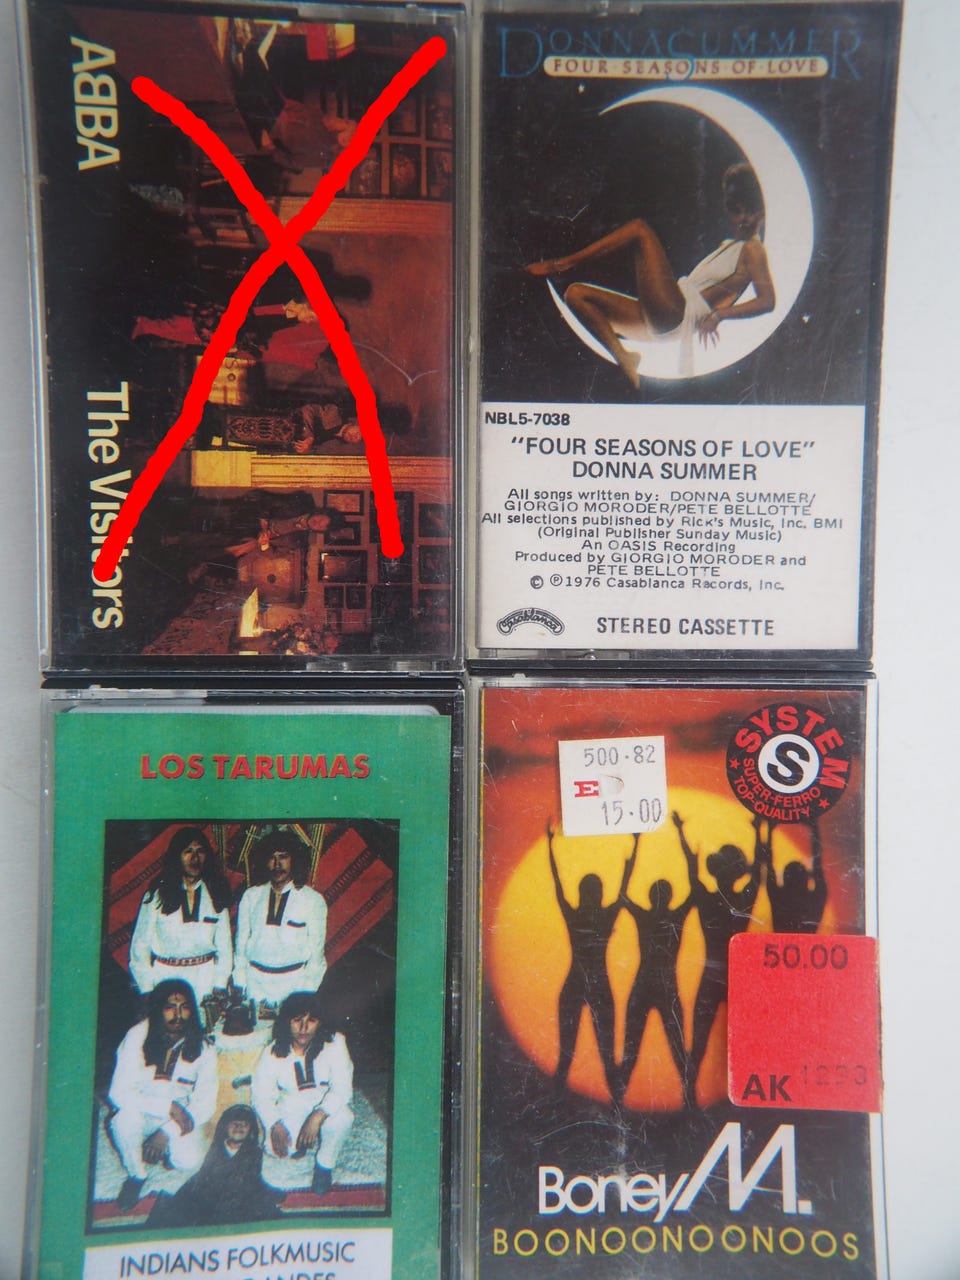 ABBA The Visitors
DONNA SUMMER
FOUR·SEASONS·OF·LOVE
NBL5-7038
"FOUR SEASONS OF LOVE"
DONNA SUMMER
All songs written by: DONNA SUMMER/
GIORGIO MORODER/PETE BELLOTTE
All selections published by Rick's Music, Inc. BMI
(Original Publisher Sunday Music)
An OASIS Recording
Produced by GIORGIO MORODER and
PETE BELLOTTE
© ℗ 1976 Casablanca Records, Inc.
Casablanca
STEREO CASSETTE
LOS TARUMAS
INDIANS FOLKMUSIC
ANDES
500·82
E
15·00
SYSTEM
S
SUPER-FERRO
TOP-QUALITY
50.00
AK
Boney M.
BOONOONOONOOS